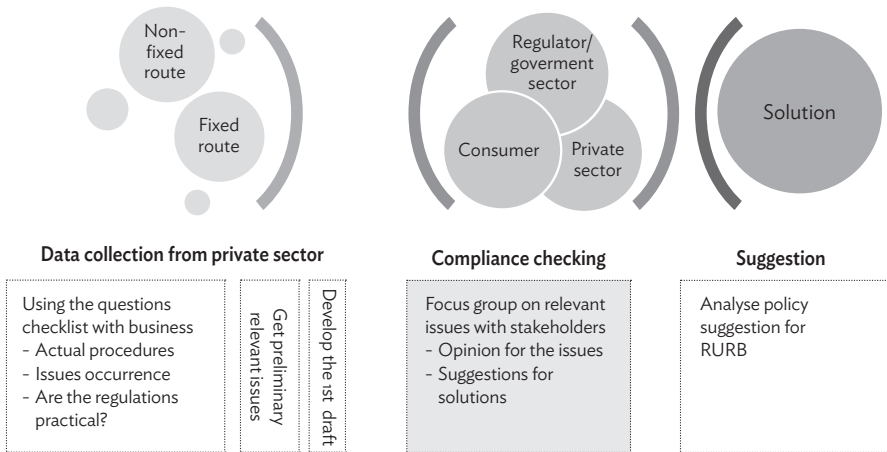 Non-
fixed
route
Fixed
route
Regulator/
goverment
sector
Consumer
Private
sector
Solution
Data collection from private sector
Using the questions
checklist with business
- Actual procedures
- Issues occurrence
- Are the regulations
practical?
Get preliminary
relevant issues
Develop the 1st draft
Compliance checking
Focus group on relevant
issues with stakeholders
- Opinion for the issues
- Suggestions for
solutions
Suggestion
Analyse policy
suggestion for
RURB